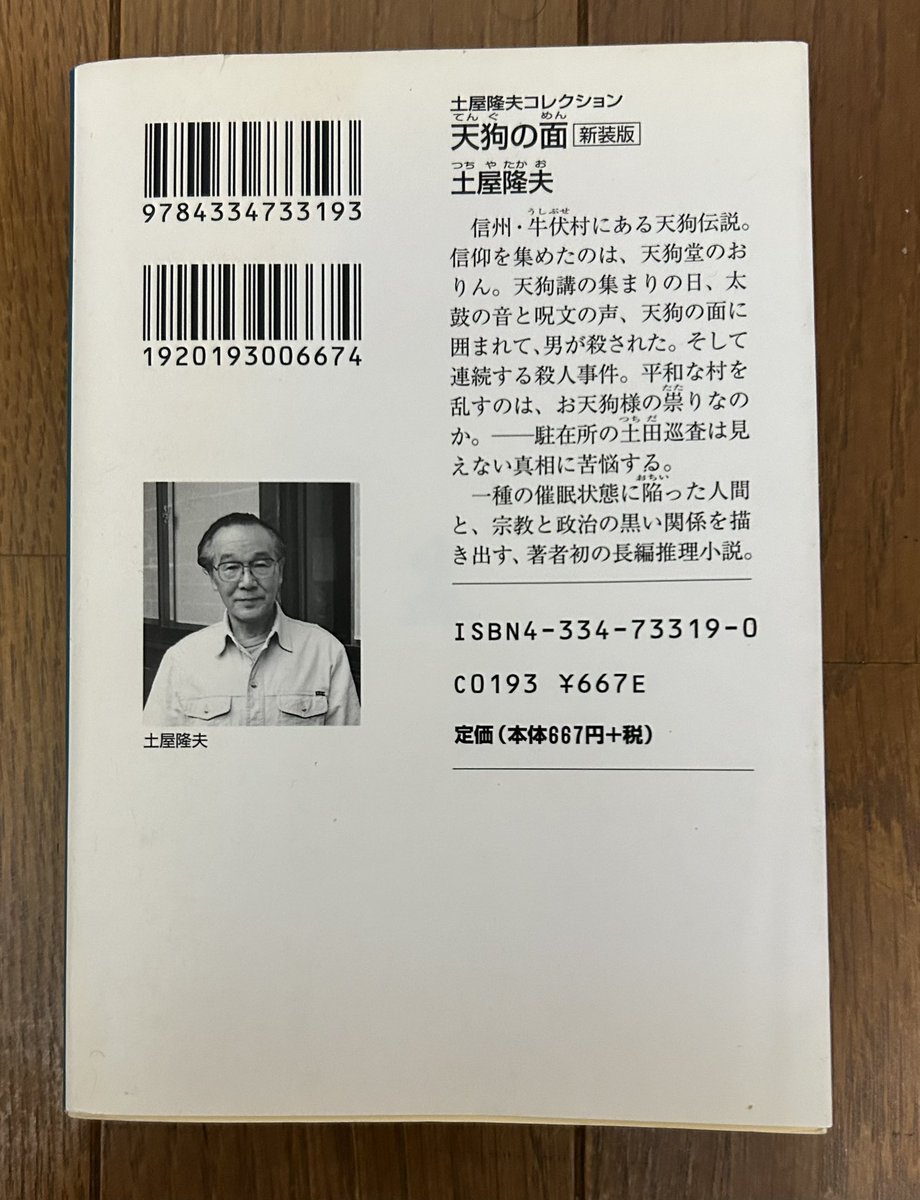 9784334733193
1920193006674
土屋隆夫
土屋隆夫コレクション
てんぐ めん
天狗の面 新装版
つちやたかお
土屋隆夫
うしぶせ
信州・牛伏村にある天狗伝説。
信仰を集めたのは、天狗堂のお
りん。天狗講の集まりの日、太
鼓の音と呪文の声、天狗の面に
囲まれて、男が殺された。そして
連続する殺人事件。平和な村を
たた
乱すのは、お天狗様の祟りなの
つちだ
か。――駐在所の土田巡査は見
えない真相に苦悩する。
おちい
一種の催眠状態に陥った人間
と、宗教と政治の黒い関係を描
き出す、著者初の長編推理小説。
ISBN4-334-73319-0
C0193 ¥667E
定価(本体667円+税)